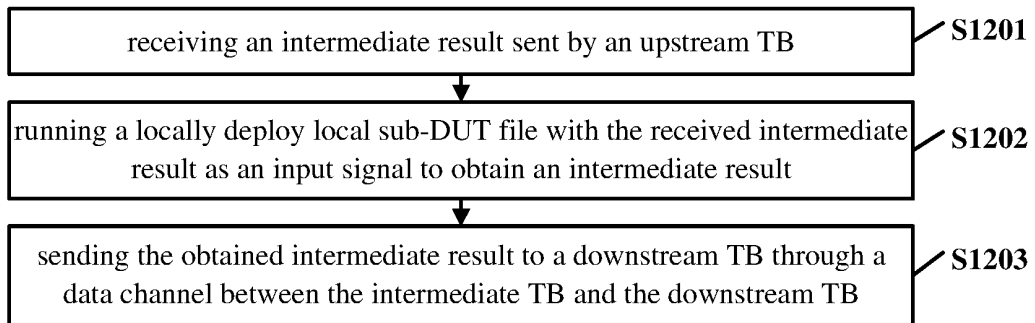 receiving an intermediate result sent by an upstream TB
S1201
running a locally deploy local sub-DUT file with the received intermediate
result as an input signal to obtain an intermediate result
S1202
sending the obtained intermediate result to a downstream TB through a
data channel between the intermediate TB and the downstream TB
S1203